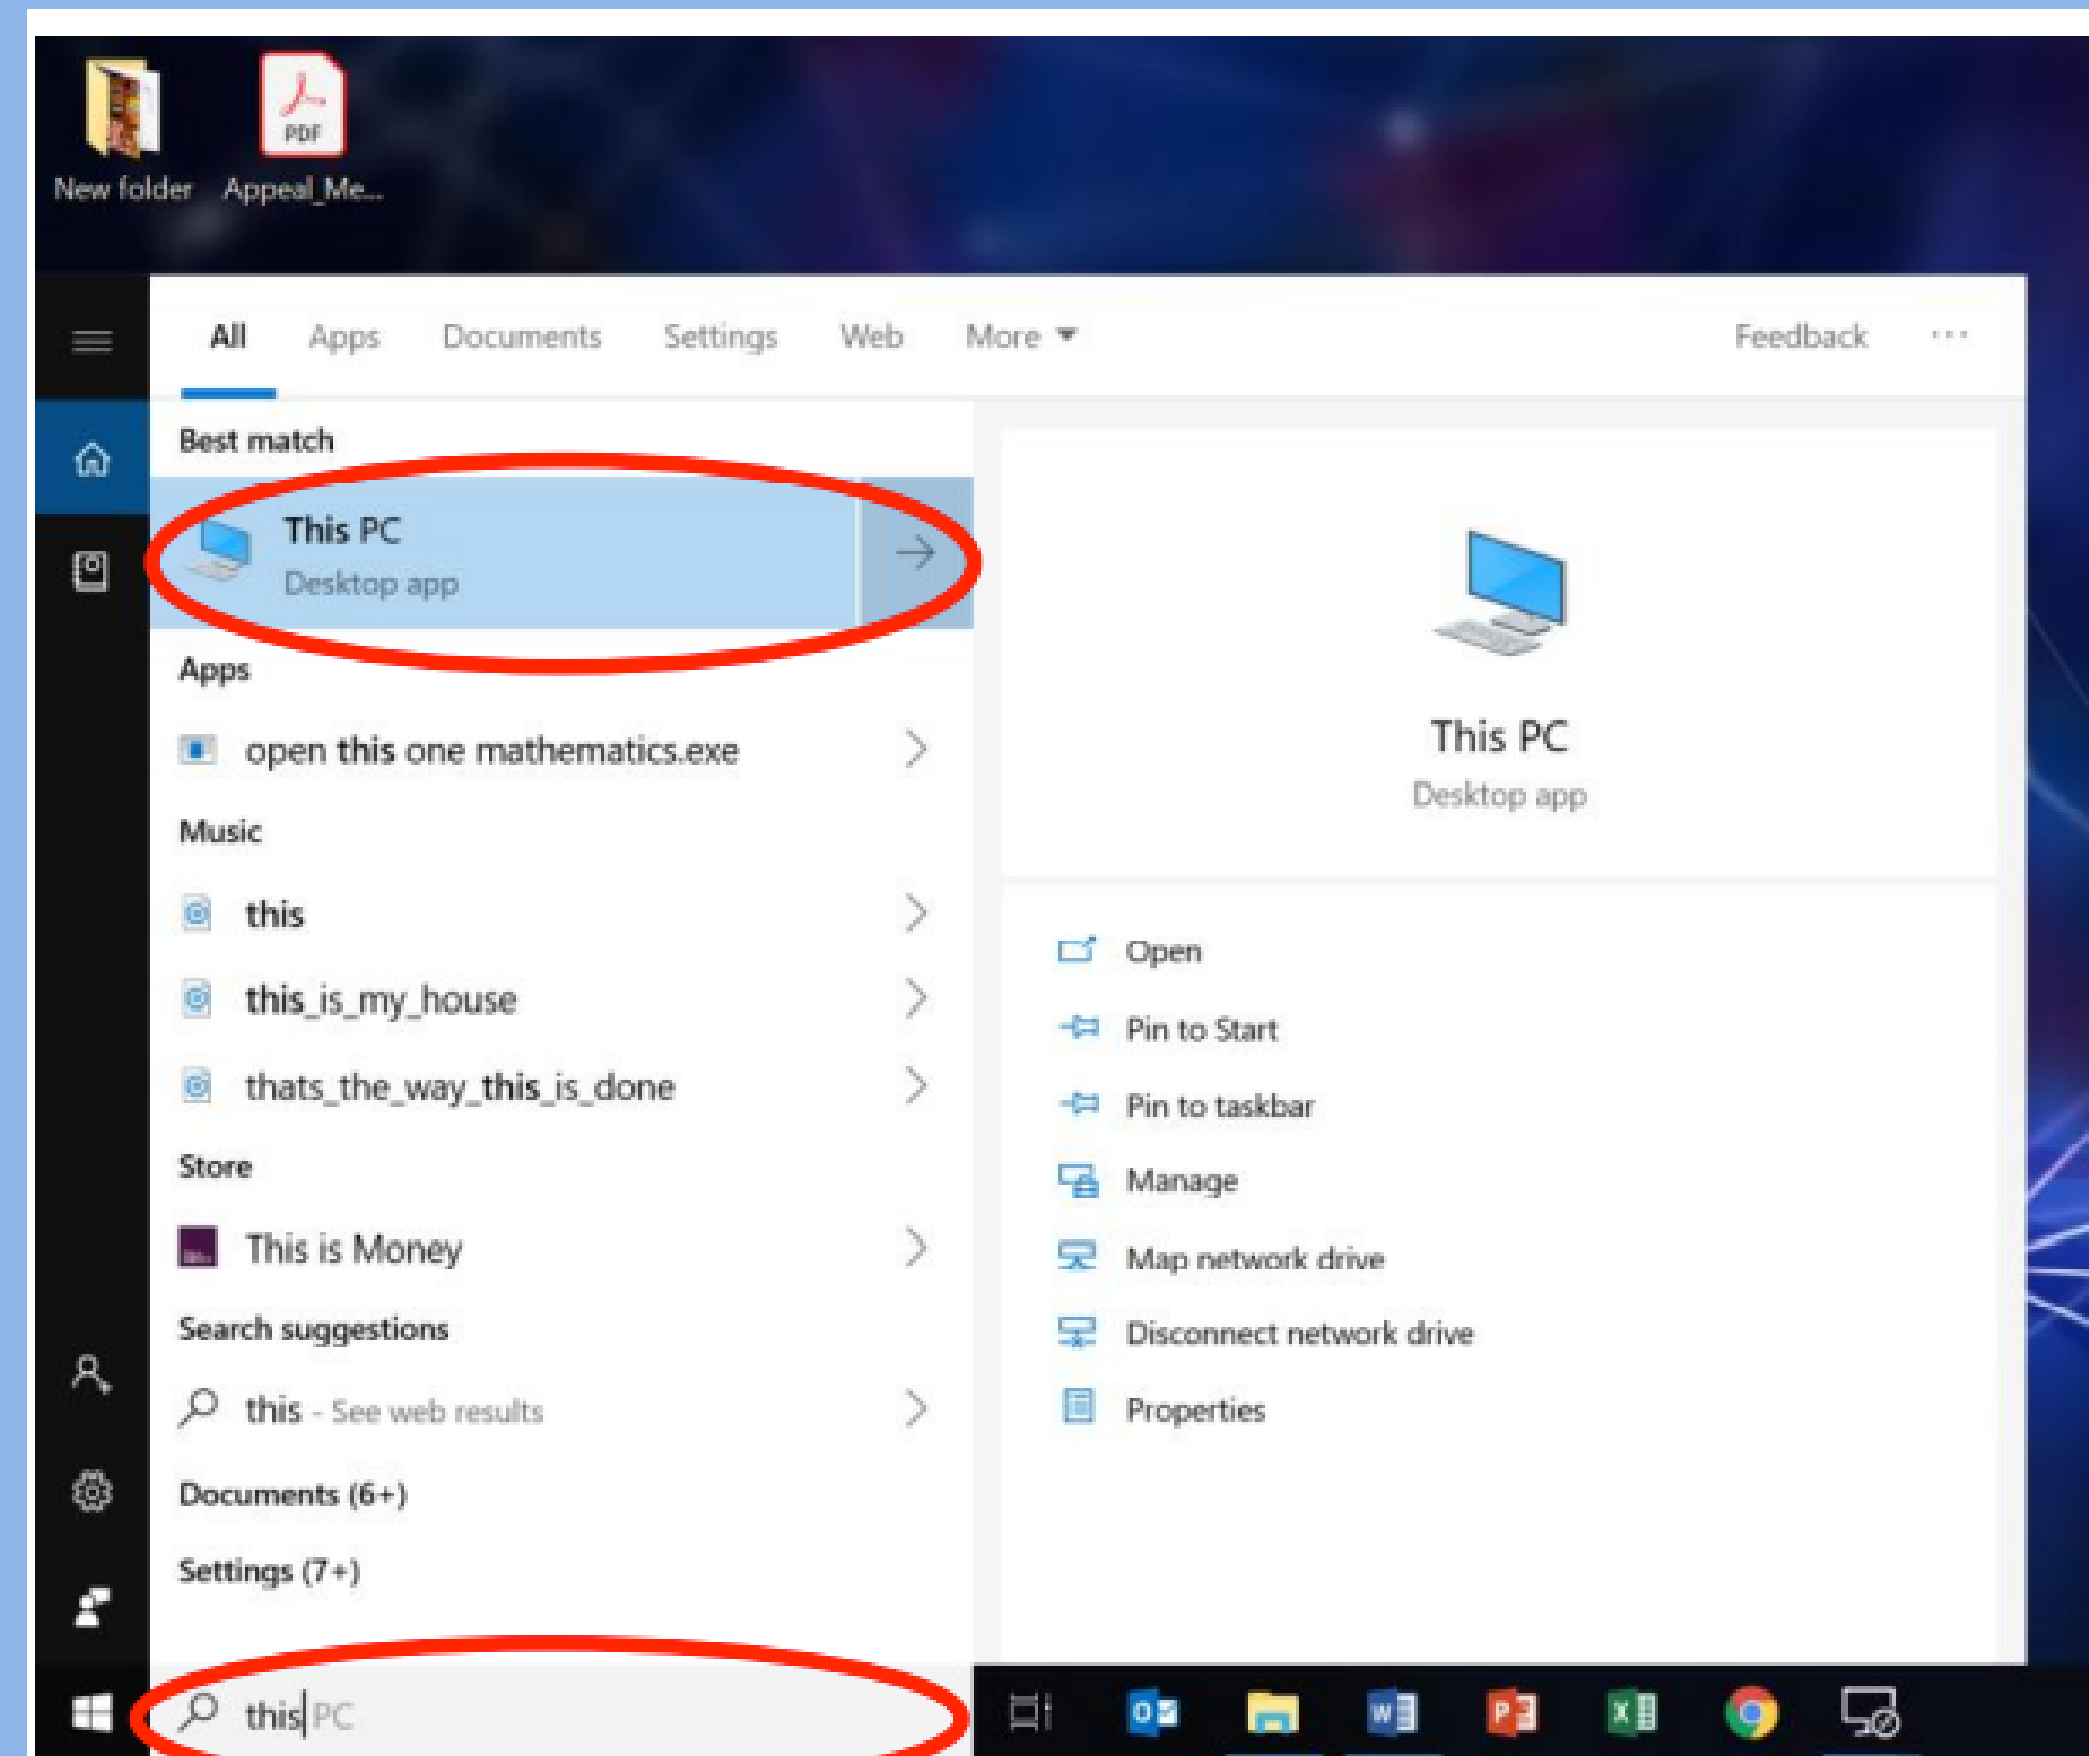 New folder Appeal_Me...
PDF
All Apps Documents Settings Web More Feedback ...
Best match
This PC
Desktop app
Apps
open this one mathematics.exe
Music
this
this_is_my_house
thats_the_way_this_is_done
Store
This is Money
Search suggestions
this - See web results
Documents (6+)
Settings (7+)
this PC
This PC
Desktop app
Open
Pin to Start
Pin to taskbar
Manage
Map network drive
Disconnect network drive
Properties